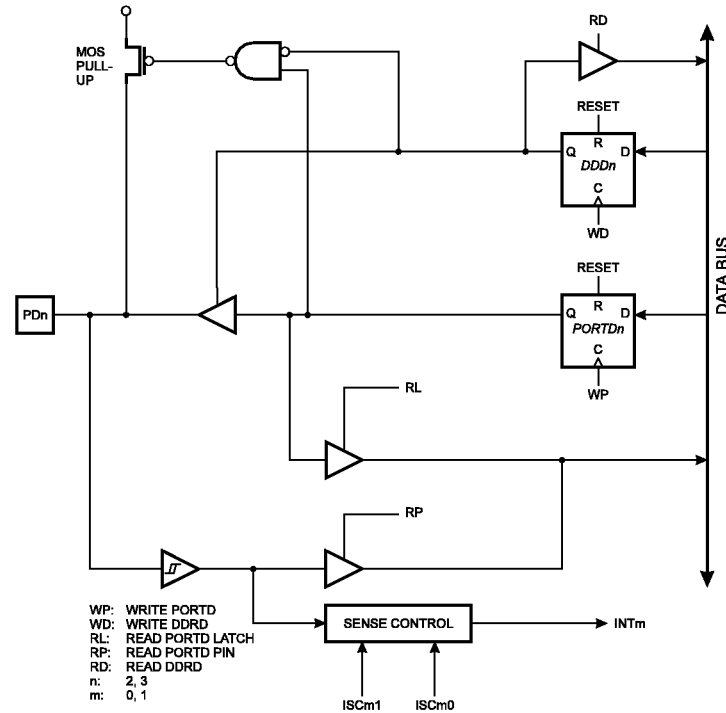 RD
MOS
PULL-
UP
RESET
R
Q
D
DDDn
C
WD
DATA BUS
RESET
PDn
R
Q
D
PORTDn
C
WP
RL
RP
WP: WRITE PORTD
WD: WRITE DDRD
RL: READ PORTD LATCH
RP: READ PORTD PIN
RD: READ DDRD
n: 2, 3
m: 0, 1
SENSE CONTROL
INTm
ISCm1
ISCm0